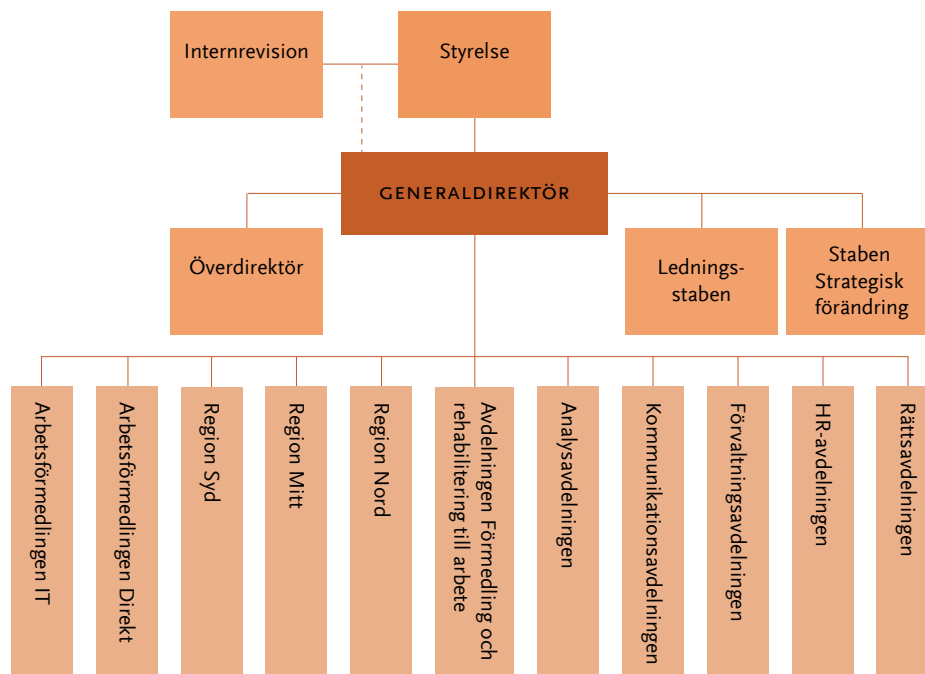 Internrevision
Styrelse
GENERALDIREKTÖR
Överdirektör
Lednings-
staben
Staben
Strategisk
förändring
Arbetsförmedlingen IT
Arbetsförmedlingen Direkt
Region Syd
Region Mitt
Region Nord
Avdelningen Förmedling och
rehabilitering till arbete
Analysavdelningen
Kommunikationsavdelningen
Förvaltningsavdelningen
HR-avdelningen
Rättsavdelningen